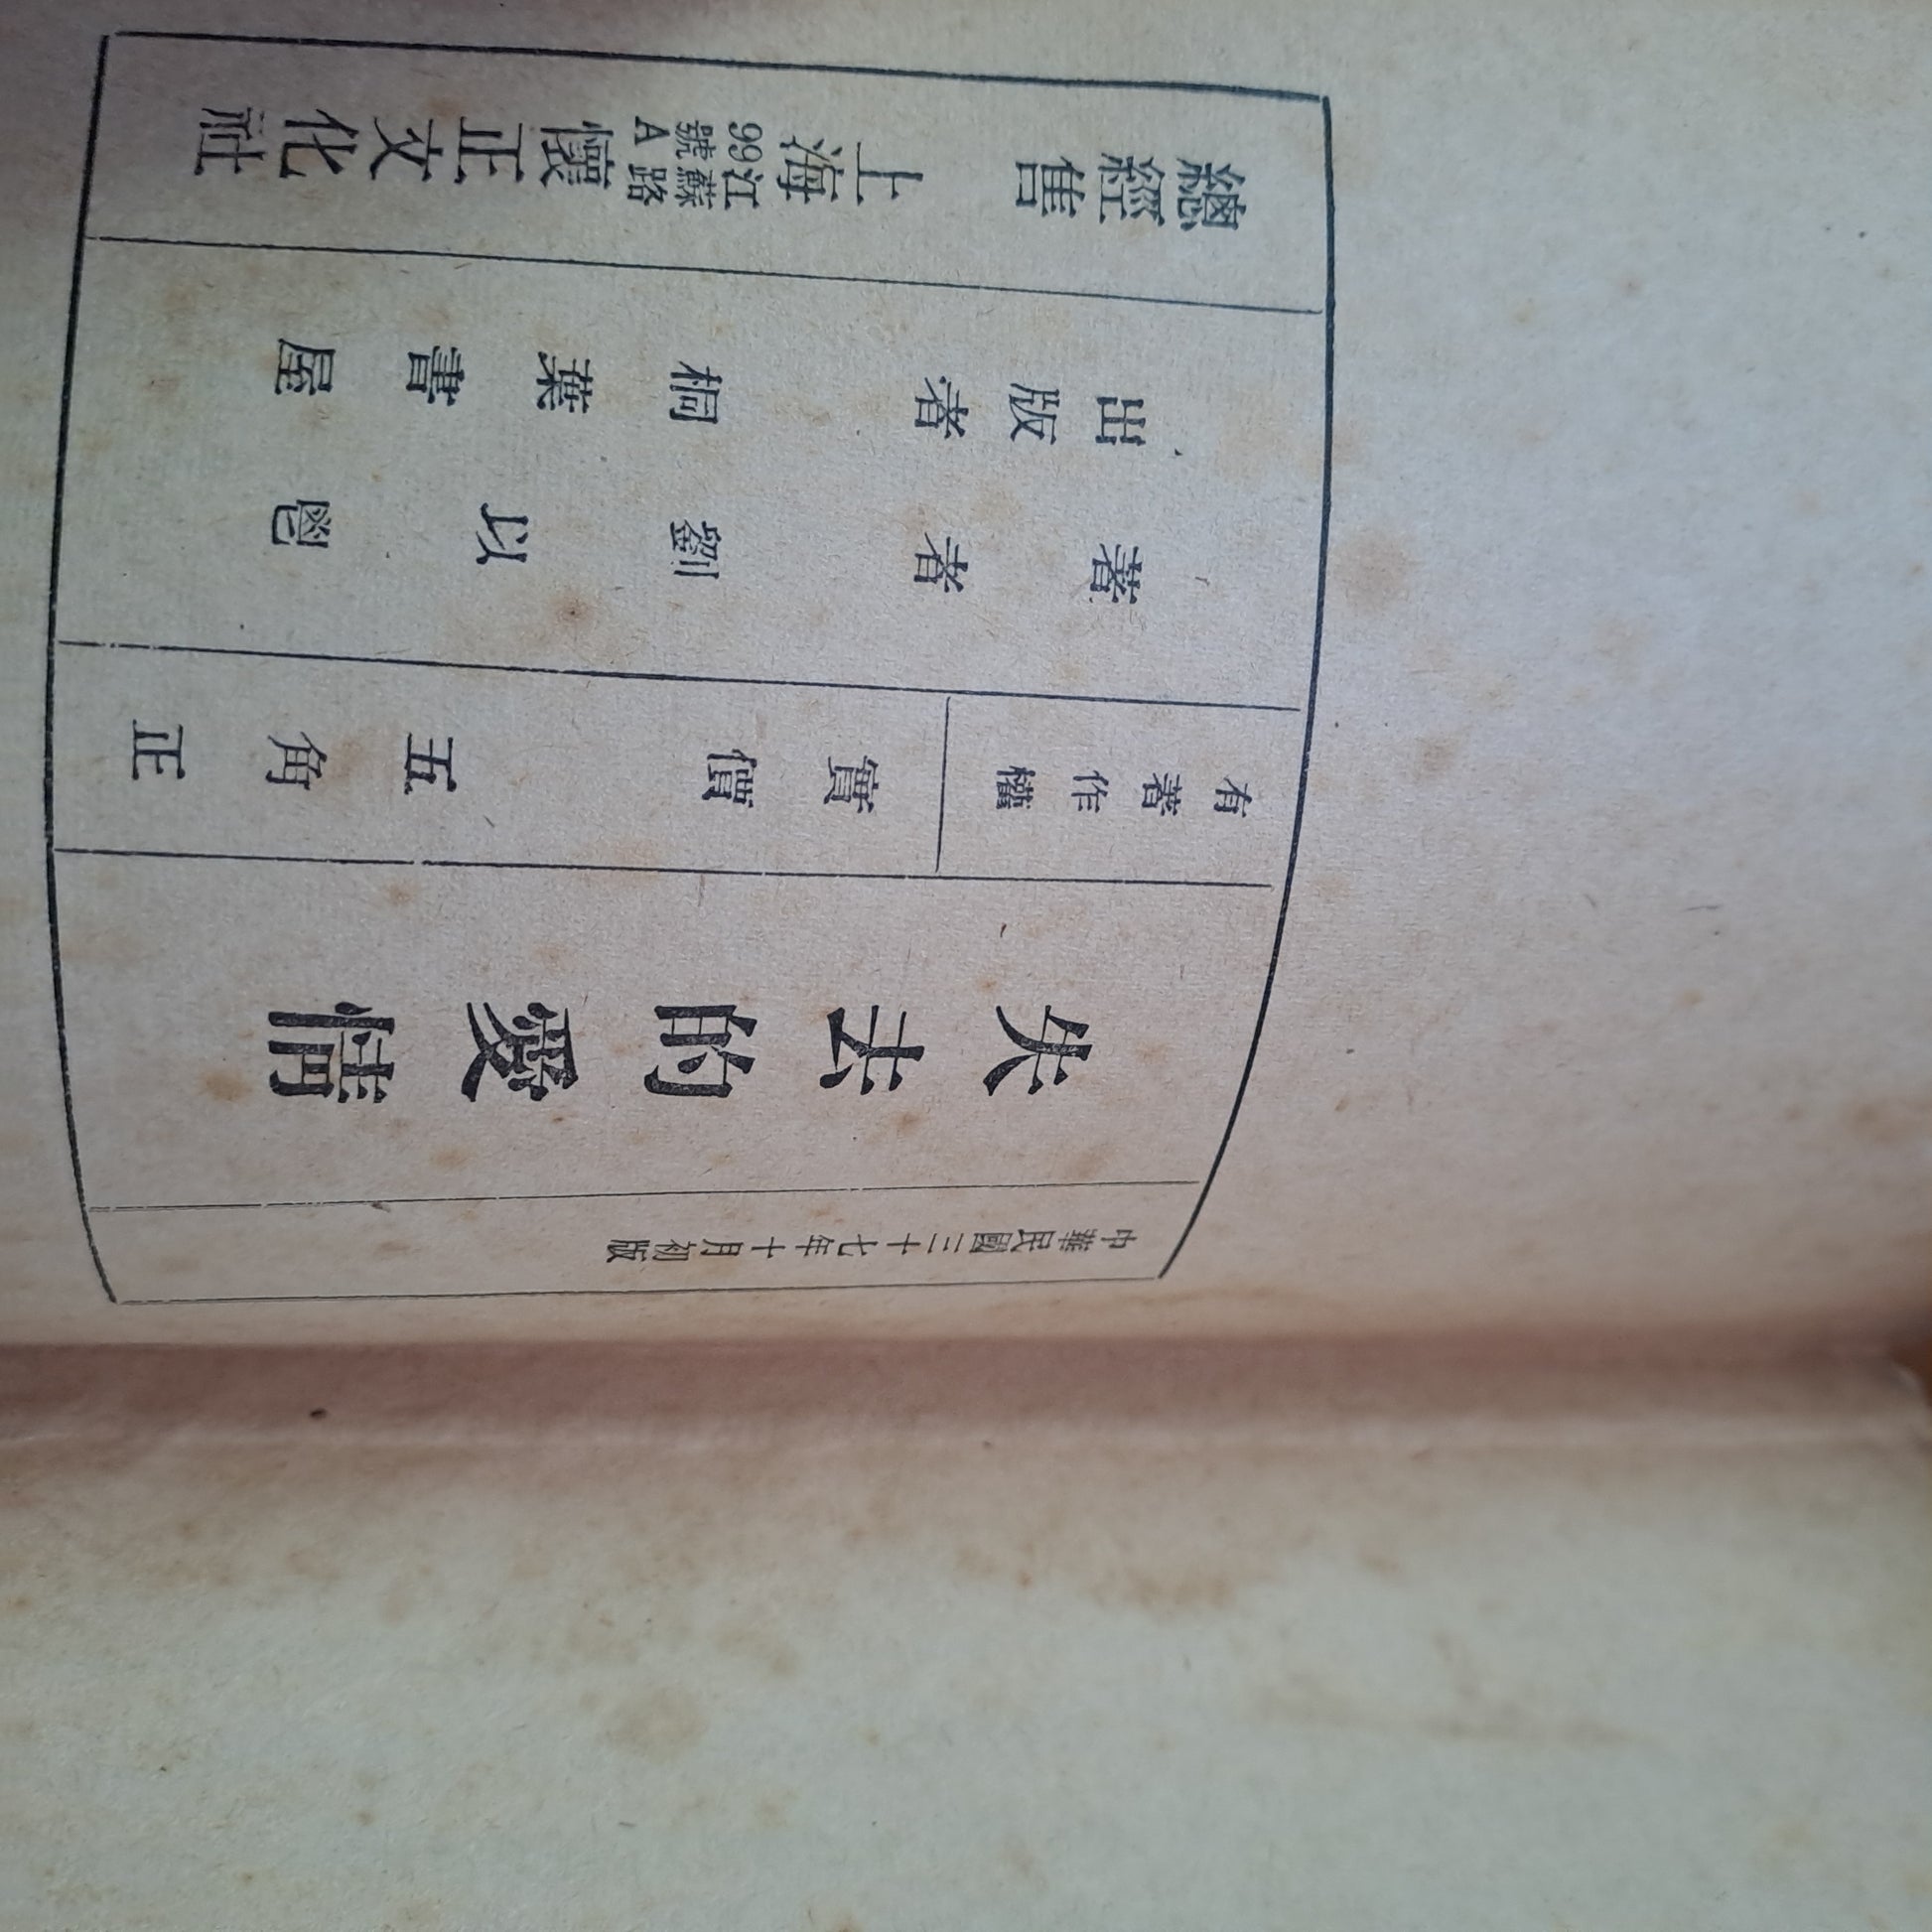 中華民國三十七年十月初版
失去的愛情
有著作權
實價 五角正
著者 劉以鬯
出版者 桐葉書屋
總經售 上海 江蘇路 99號A 懷正文化社